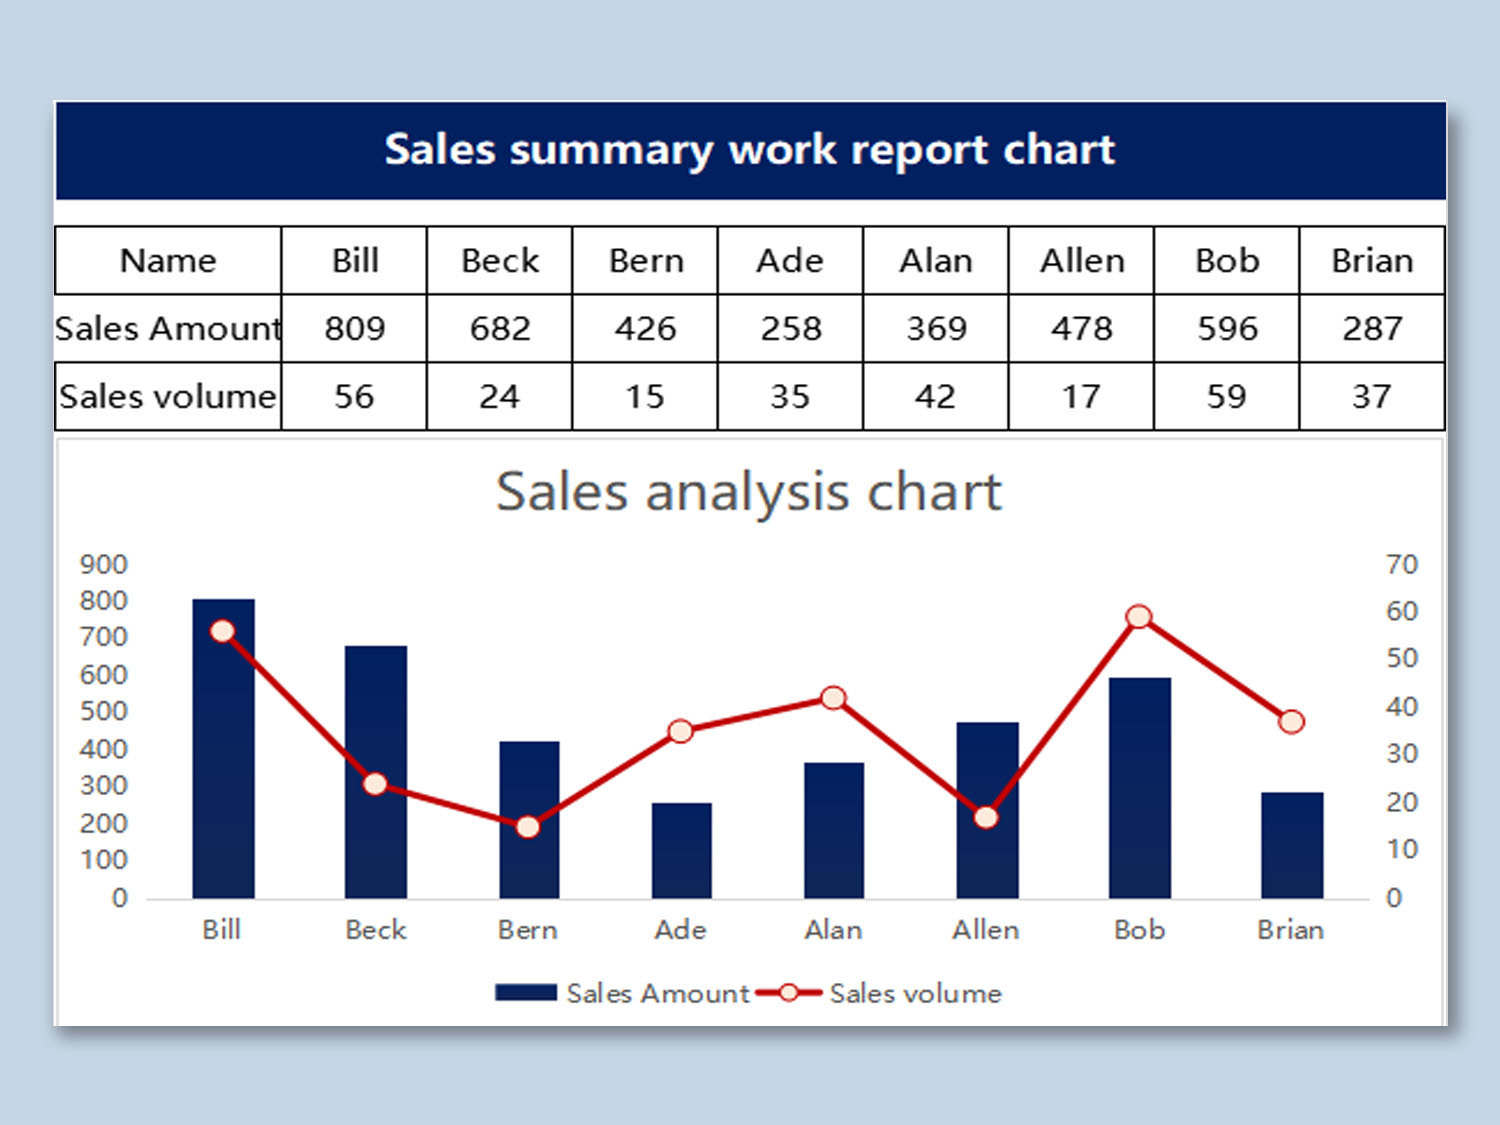 Sales summary work report chart
Name Bill Beck Bern Ade Alan Allen Bob Brian
Sales Amount 809 682 426 258 369 478 596 287
Sales volume 56 24 15 35 42 17 59 37
Sales analysis chart
900 70
800 60
700
600 50
500 40
400 30
300 20
200 10
100
0 0
Bill Beck Bern Ade Alan Allen Bob Brian
Sales Amount Sales volume